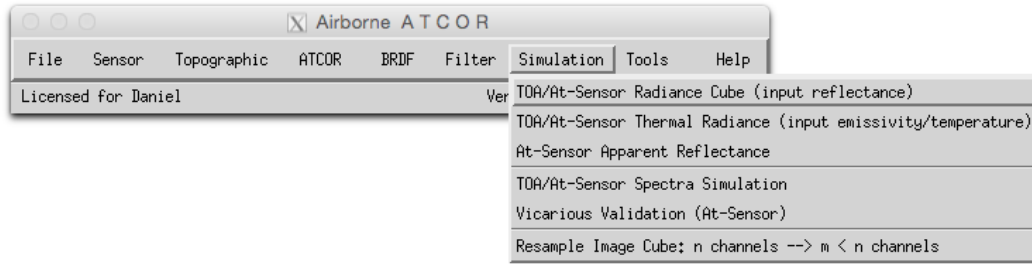 Airborne A T C O R
File Sensor Topographic ATCOR BRDF Filter Simulation Tools Help
Licensed for Daniel
TOA/At-Sensor Radiance Cube (input reflectance)
TOA/At-Sensor Thermal Radiance (input emissivity/temperature)
At-Sensor Apparent Reflectance
TOA/At-Sensor Spectra Simulation
Vicarious Validation (At-Sensor)
Resample Image Cube: n channels --> m < n channels